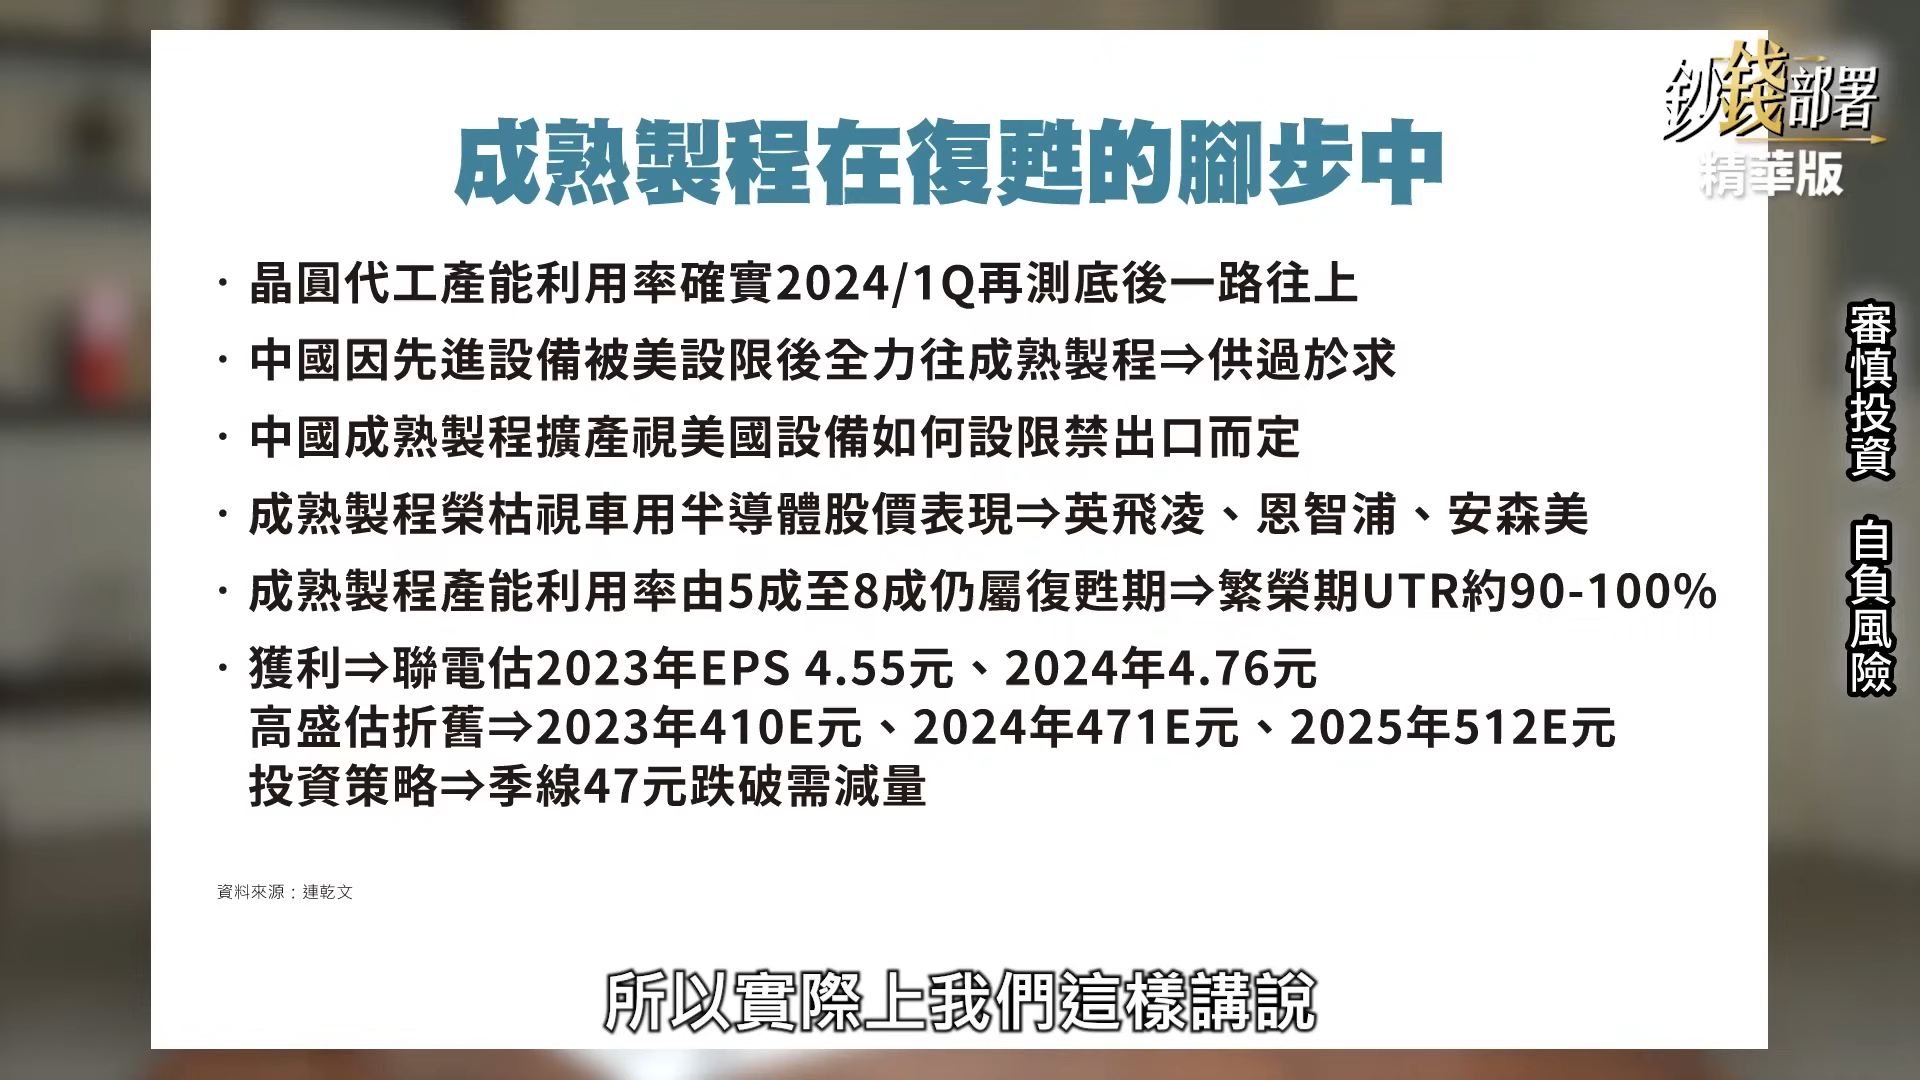 鈔錢部署
精華版
成熟製程在復甦的腳步中
· 晶圓代工產能利用率確實2024/1Q再測底後一路往上
· 中國因先進設備被美設限後全力往成熟製程⇒供過於求
· 中國成熟製程擴產視美國設備如何設限禁出口而定
· 成熟製程榮枯視車用半導體股價表現⇒英飛凌、恩智浦、安森美
· 成熟製程產能利用率由5成至8成仍屬復甦期⇒繁榮期UTR約90-100%
· 獲利⇒聯電估2023年EPS 4.55元、2024年4.76元
高盛估折舊⇒2023年410E元、2024年471E元、2025年512E元
投資策略⇒季線47元跌破需減量
資料來源：連乾文
審慎投資 自負風險
所以實際上我們這樣講說